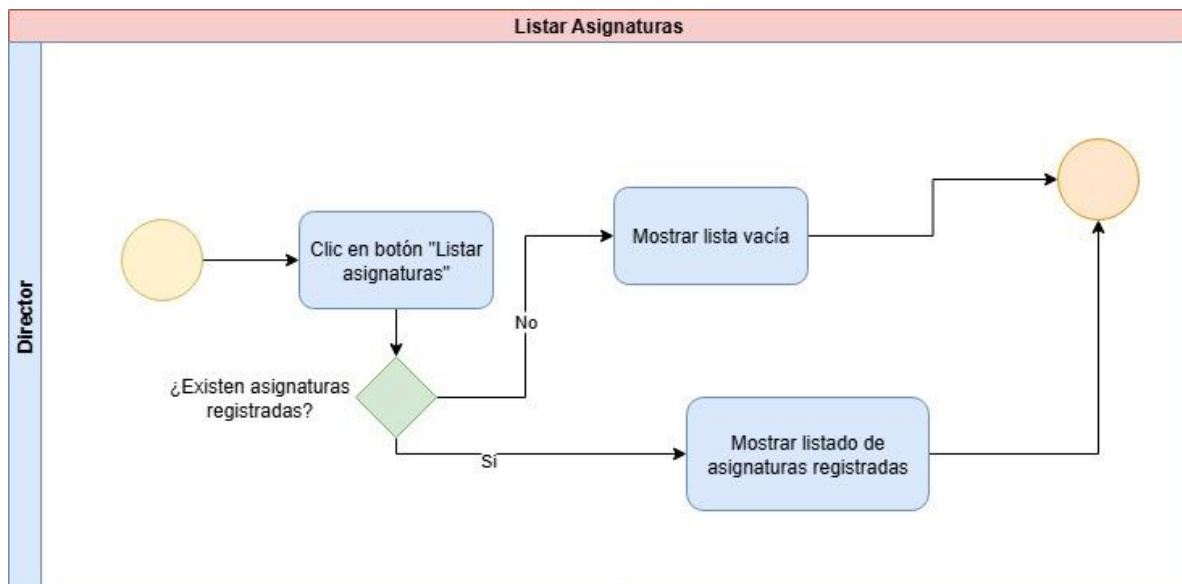 Listar Asignaturas
Director
Clic en botón "Listar
asignaturas"
¿Existen asignaturas
registradas?
No
Mostrar lista vacía
Sí
Mostrar listado de
asignaturas registradas